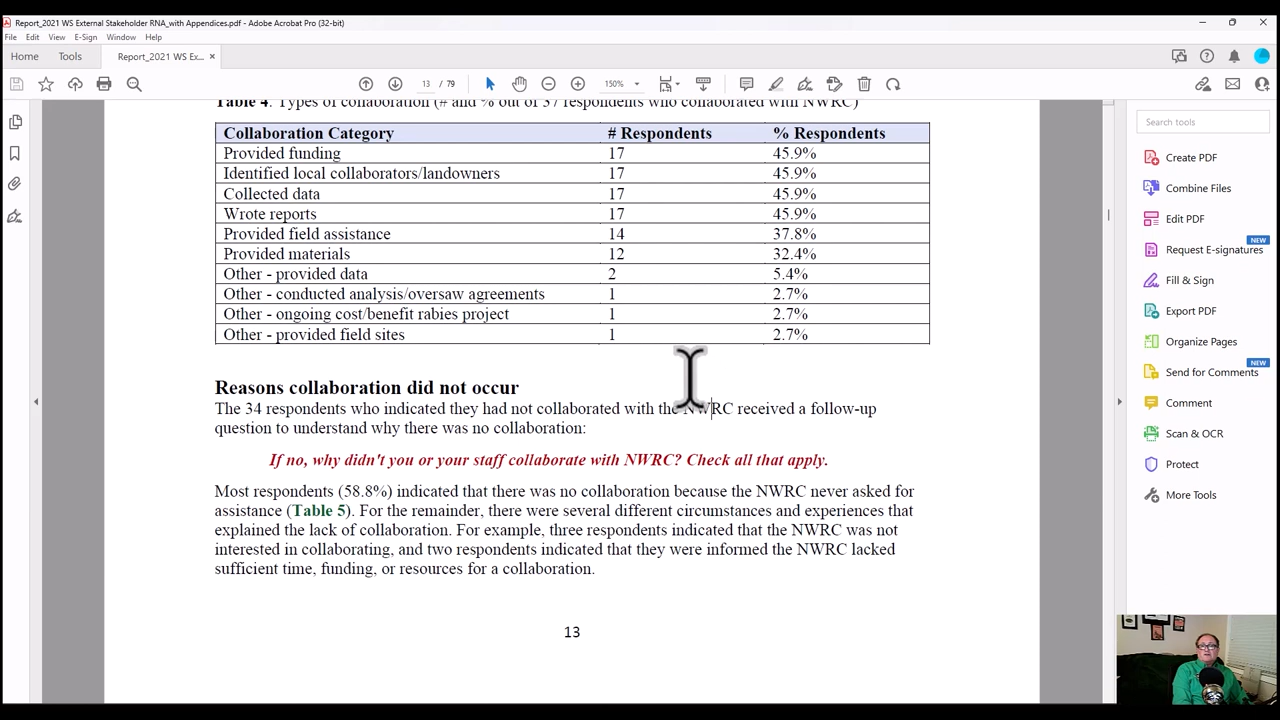 Report_2021 WS External Stakeholder RNA_with Appendices.pdf - Adobe Acrobat Pro (32-bit)
File Edit View E-Sign Window Help
Home Tools Report_2021 WS Ex... ×
13 / 79 150%
Table 4. Types of collaboration (# and % out of 37 respondents who collaborated with NWRC)
Collaboration Category # Respondents % Respondents
Provided funding 17 45.9%
Identified local collaborators/landowners 17 45.9%
Collected data 17 45.9%
Wrote reports 17 45.9%
Provided field assistance 14 37.8%
Provided materials 12 32.4%
Other - provided data 2 5.4%
Other - conducted analysis/oversaw agreements 1 2.7%
Other - ongoing cost/benefit rabies project 1 2.7%
Other - provided field sites 1 2.7%
Reasons collaboration did not occur
The 34 respondents who indicated they had not collaborated with the NWRC received a follow-up
question to understand why there was no collaboration:
If no, why didn't you or your staff collaborate with NWRC? Check all that apply.
Most respondents (58.8%) indicated that there was no collaboration because the NWRC never asked for
assistance (Table 5). For the remainder, there were several different circumstances and experiences that
explained the lack of collaboration. For example, three respondents indicated that the NWRC was not
interested in collaborating, and two respondents indicated that they were informed the NWRC lacked
sufficient time, funding, or resources for a collaboration.
13
Search tools
Create PDF
Combine Files
Edit PDF
NEW
Request E-signatures
Fill & Sign
Export PDF
Organize Pages
NEW
Send for Comments
Comment
Scan & OCR
Protect
More Tools